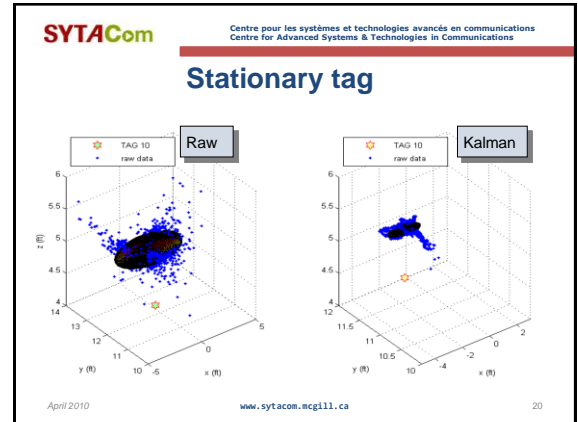 SYTACom
Centre pour les systèmes et technologies avancés en communications
Centre for Advanced Systems & Technologies in Communications
Stationary tag
TAG 10
raw data
Raw
6
5.5
5
4.5
4
z (ft)
14
13
12
11
10
y (ft)
-5
0
5
x (ft)
TAG 10
raw data
Kalman
6
5.5
5
4.5
4
12
11.5
11
10.5
10
y (ft)
-4
-2
0
2
x (ft)
April 2010
www.sytacom.mcgill.ca
20